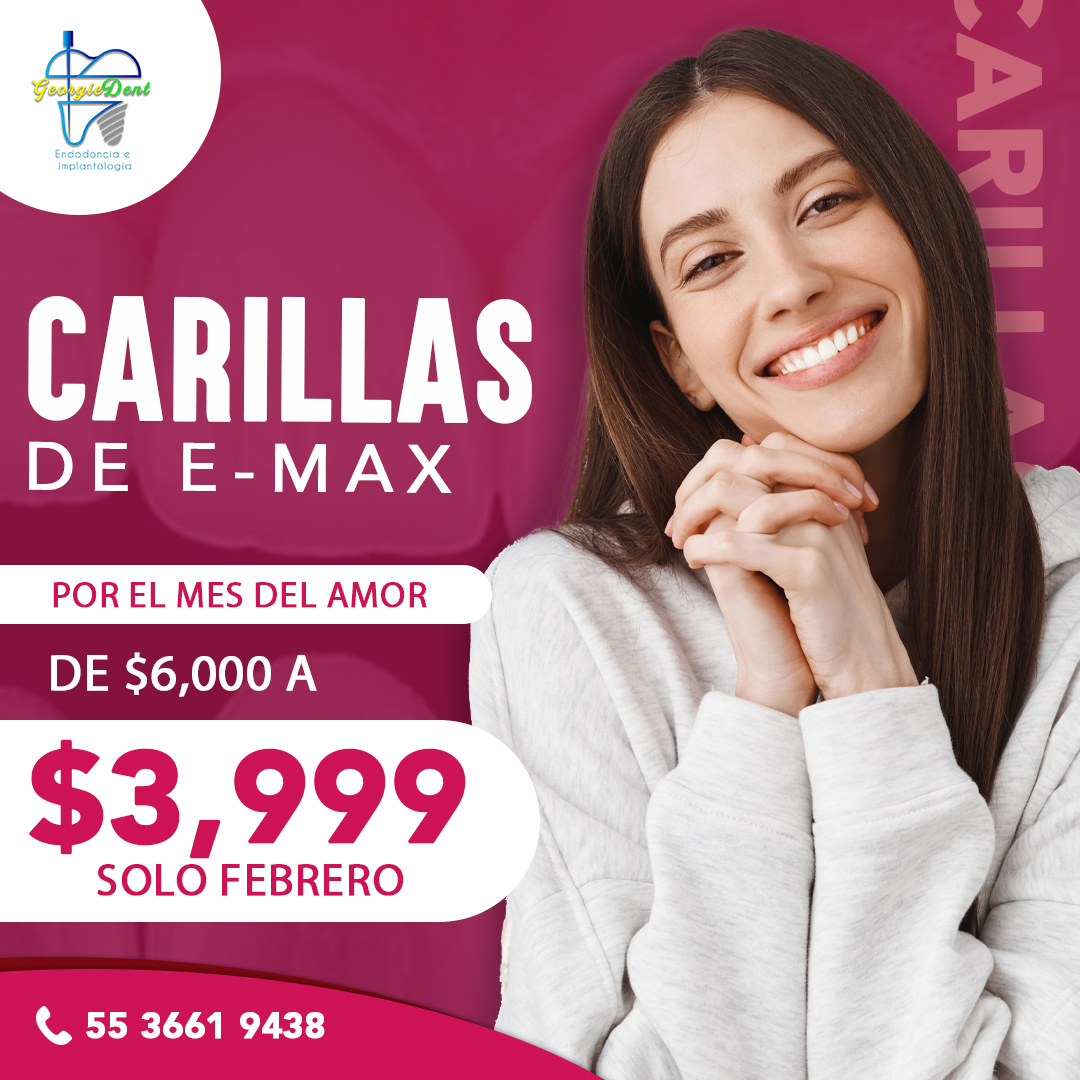 GeorgieDent
Endodoncia e
implantología
CARILLAS
CARILLAS
DE E-MAX
POR EL MES DEL AMOR
DE $6,000 A
$3,999
SOLO FEBRERO
55 3661 9438